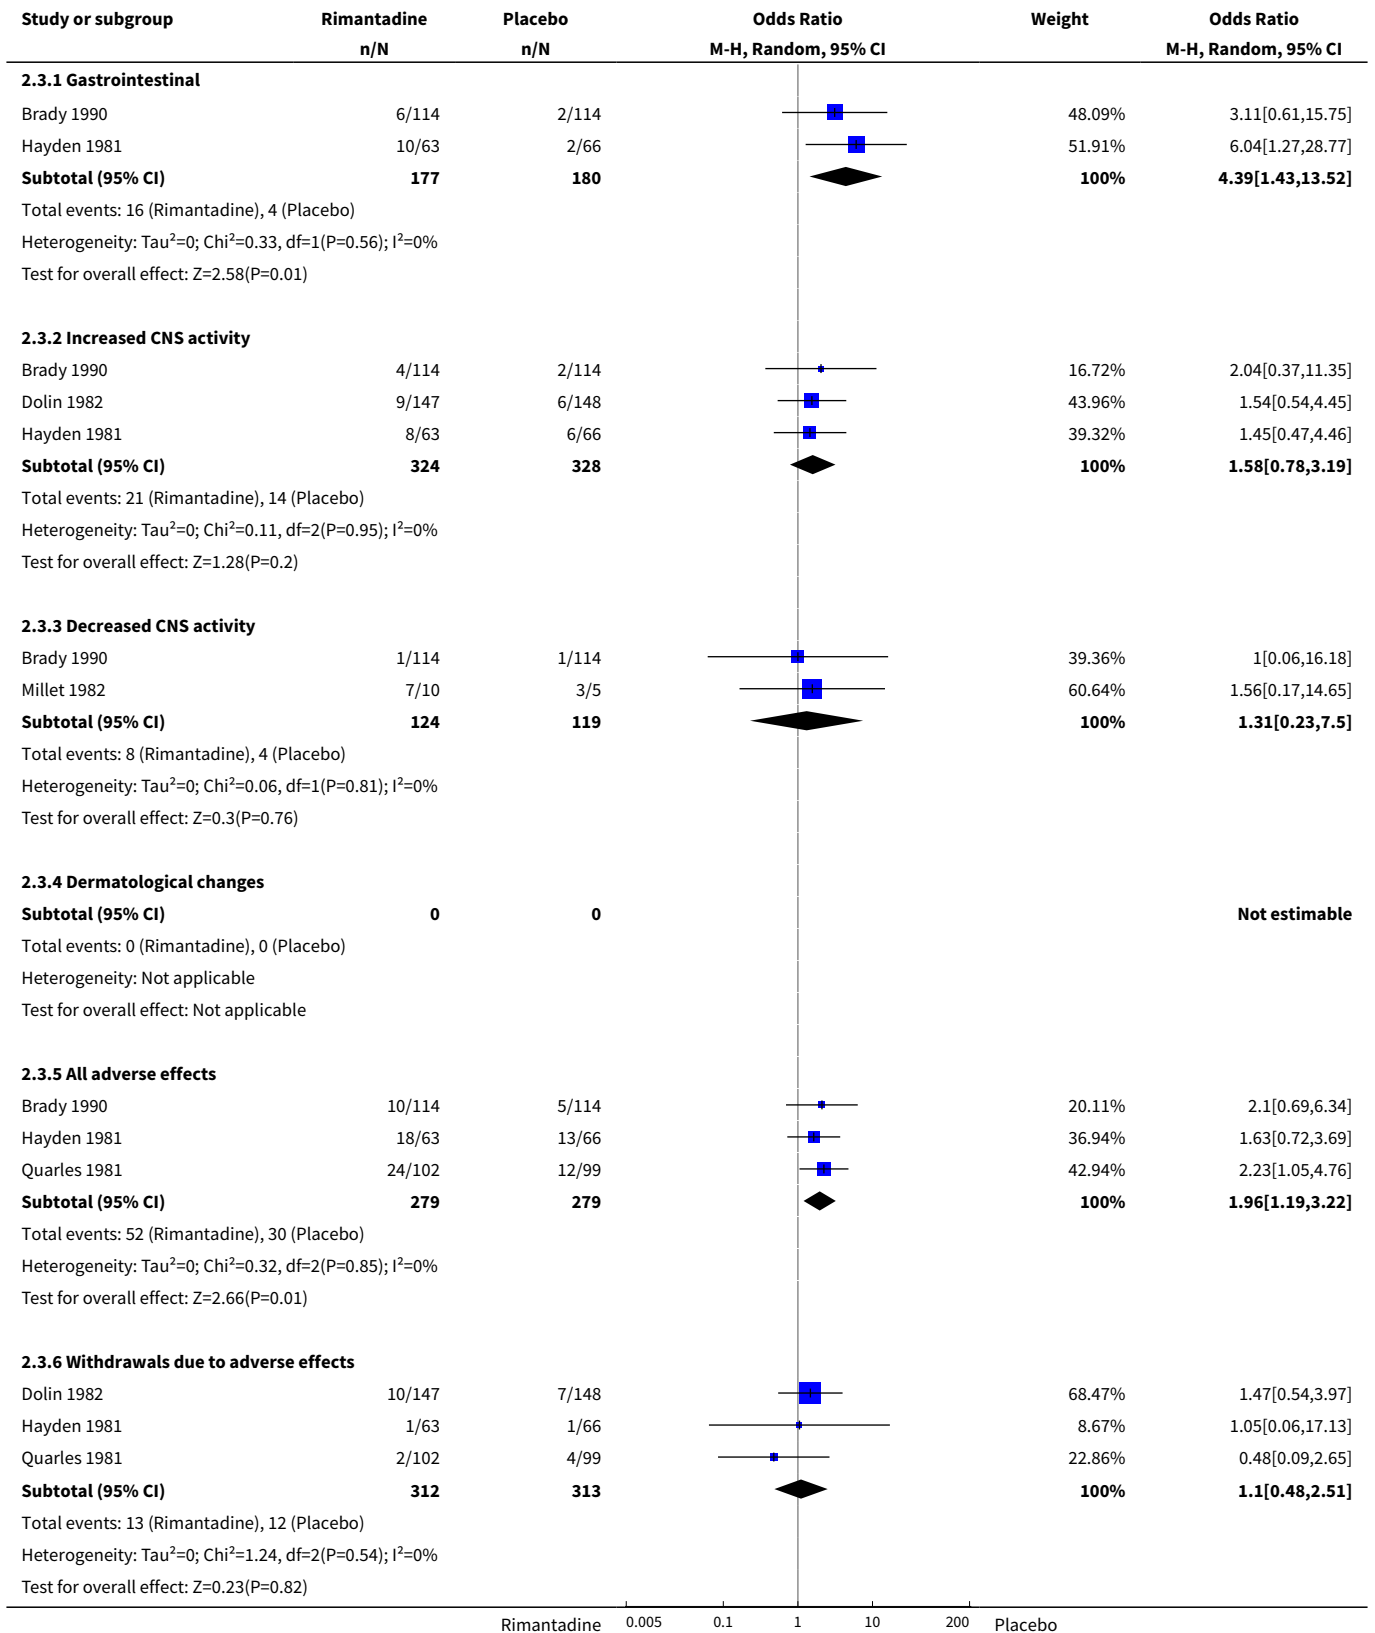 Study or subgroup Rimantadine Placebo Odds Ratio Weight Odds Ratio
n/N n/N M-H, Random, 95% CI M-H, Random, 95% CI
2.3.1 Gastrointestinal
Brady 1990 6/114 2/114 48.09% 3.11[0.61,15.75]
Hayden 1981 10/63 2/66 51.91% 6.04[1.27,28.77]
Subtotal (95% CI) 177 180 100% 4.39[1.43,13.52]
Total events: 16 (Rimantadine), 4 (Placebo)
Heterogeneity: Tau²=0; Chi²=0.33, df=1(P=0.56); I²=0%
Test for overall effect: Z=2.58(P=0.01)
2.3.2 Increased CNS activity
Brady 1990 4/114 2/114 16.72% 2.04[0.37,11.35]
Dolin 1982 9/147 6/148 43.96% 1.54[0.54,4.45]
Hayden 1981 8/63 6/66 39.32% 1.45[0.47,4.46]
Subtotal (95% CI) 324 328 100% 1.58[0.78,3.19]
Total events: 21 (Rimantadine), 14 (Placebo)
Heterogeneity: Tau²=0; Chi²=0.11, df=2(P=0.95); I²=0%
Test for overall effect: Z=1.28(P=0.2)
2.3.3 Decreased CNS activity
Brady 1990 1/114 1/114 39.36% 1[0.06,16.18]
Millet 1982 7/10 3/5 60.64% 1.56[0.17,14.65]
Subtotal (95% CI) 124 119 100% 1.31[0.23,7.5]
Total events: 8 (Rimantadine), 4 (Placebo)
Heterogeneity: Tau²=0; Chi²=0.06, df=1(P=0.81); I²=0%
Test for overall effect: Z=0.3(P=0.76)
2.3.4 Dermatological changes
Subtotal (95% CI) 0 0 Not estimable
Total events: 0 (Rimantadine), 0 (Placebo)
Heterogeneity: Not applicable
Test for overall effect: Not applicable
2.3.5 All adverse effects
Brady 1990 10/114 5/114 20.11% 2.1[0.69,6.34]
Hayden 1981 18/63 13/66 36.94% 1.63[0.72,3.69]
Quarles 1981 24/102 12/99 42.94% 2.23[1.05,4.76]
Subtotal (95% CI) 279 279 100% 1.96[1.19,3.22]
Total events: 52 (Rimantadine), 30 (Placebo)
Heterogeneity: Tau²=0; Chi²=0.32, df=2(P=0.85); I²=0%
Test for overall effect: Z=2.66(P=0.01)
2.3.6 Withdrawals due to adverse effects
Dolin 1982 10/147 7/148 68.47% 1.47[0.54,3.97]
Hayden 1981 1/63 1/66 8.67% 1.05[0.06,17.13]
Quarles 1981 2/102 4/99 22.86% 0.48[0.09,2.65]
Subtotal (95% CI) 312 313 100% 1.1[0.48,2.51]
Total events: 13 (Rimantadine), 12 (Placebo)
Heterogeneity: Tau²=0; Chi²=1.24, df=2(P=0.54); I²=0%
Test for overall effect: Z=0.23(P=0.82)
Rimantadine 0.005 0.1 1 10 200 Placebo